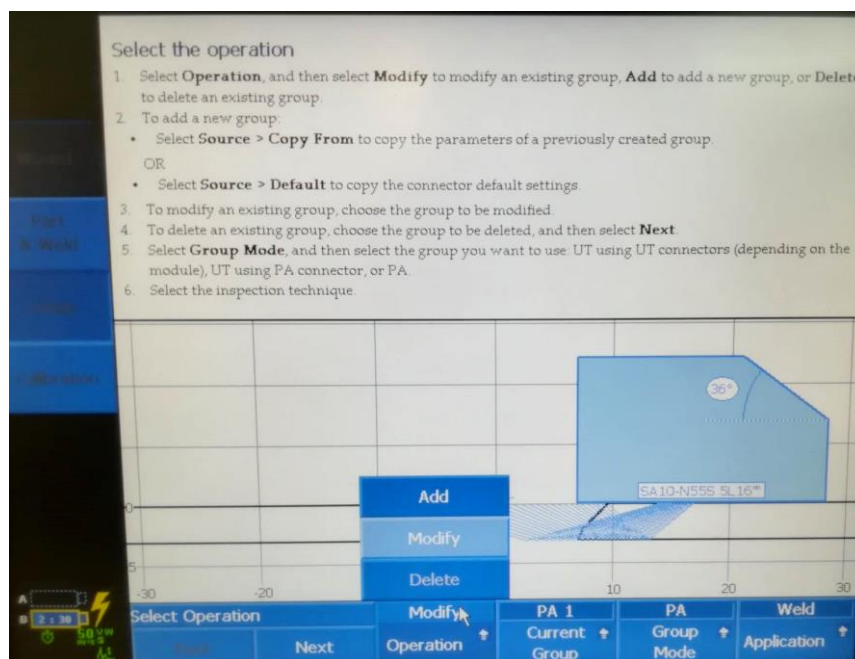 Select the operation
1. Select Operation, and then select Modify to modify an existing group, Add to add a new group, or Delete
to delete an existing group.
2. To add a new group:
• Select Source > Copy From to copy the parameters of a previously created group.
OR
• Select Source > Default to copy the connector default settings.
3. To modify an existing group, choose the group to be modified.
4. To delete an existing group, choose the group to be deleted, and then select Next.
5. Select Group Mode, and then select the group you want to use: UT using UT connectors (depending on the
module), UT using PA connector, or PA.
6. Select the inspection technique.
Part
& Weld
Calibration
36°
SA10-N55S 5L16"
Add
Modify
Delete
0
5
-30 -20 10 20 30
A
B 2:30
Select Operation Modify PA 1 PA Weld
Next Operation Current Group Group Mode Application